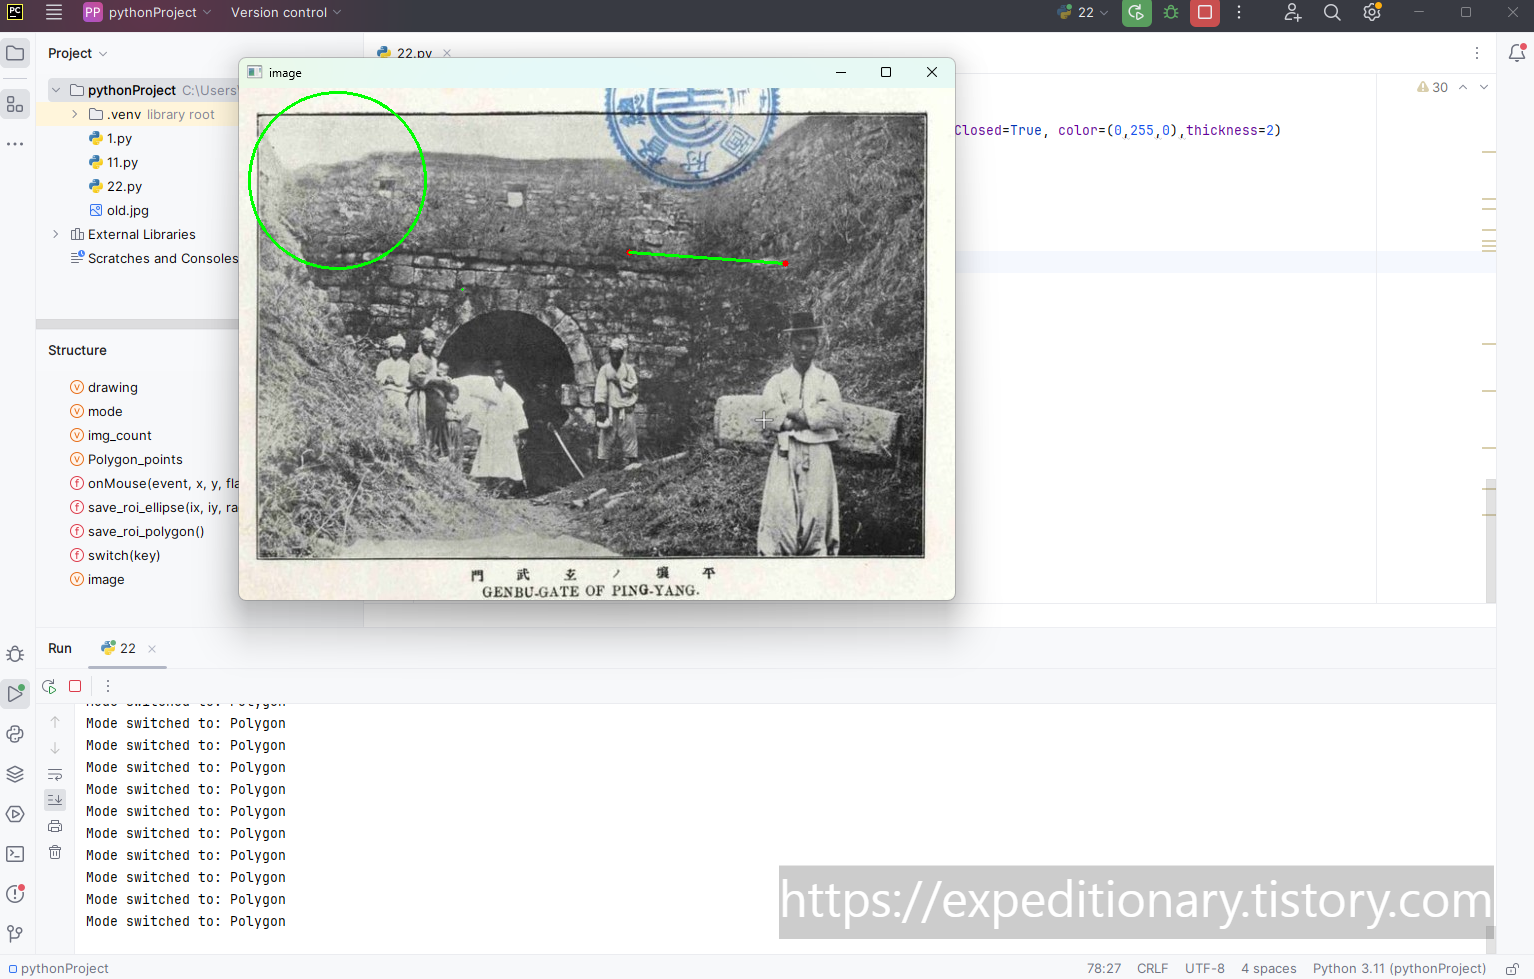 PC
PP pythonProject
Version control
22
Project
22.py
pythonProject C:\Users\
.venv library root
1.py
11.py
22.py
old.jpg
External Libraries
Scratches and Consoles
image
30
Closed=True, color=(0,255,0),thickness=2)
門 武 玄 ノ 壤 平
GENBU-GATE OF PING-YANG.
Structure
drawing
mode
img_count
Polygon_points
onMouse(event, x, y, fla
save_roi_ellipse(ix, iy, ra
save_roi_polygon()
switch(key)
image
Run
22
Mode switched to: Polygon
Mode switched to: Polygon
Mode switched to: Polygon
Mode switched to: Polygon
Mode switched to: Polygon
Mode switched to: Polygon
Mode switched to: Polygon
Mode switched to: Polygon
Mode switched to: Polygon
Mode switched to: Polygon
Mode switched to: Polygon
https://expeditionary.tistory.com
pythonProject
78:27 CRLF UTF-8 4 spaces Python 3.11 (pythonProject)